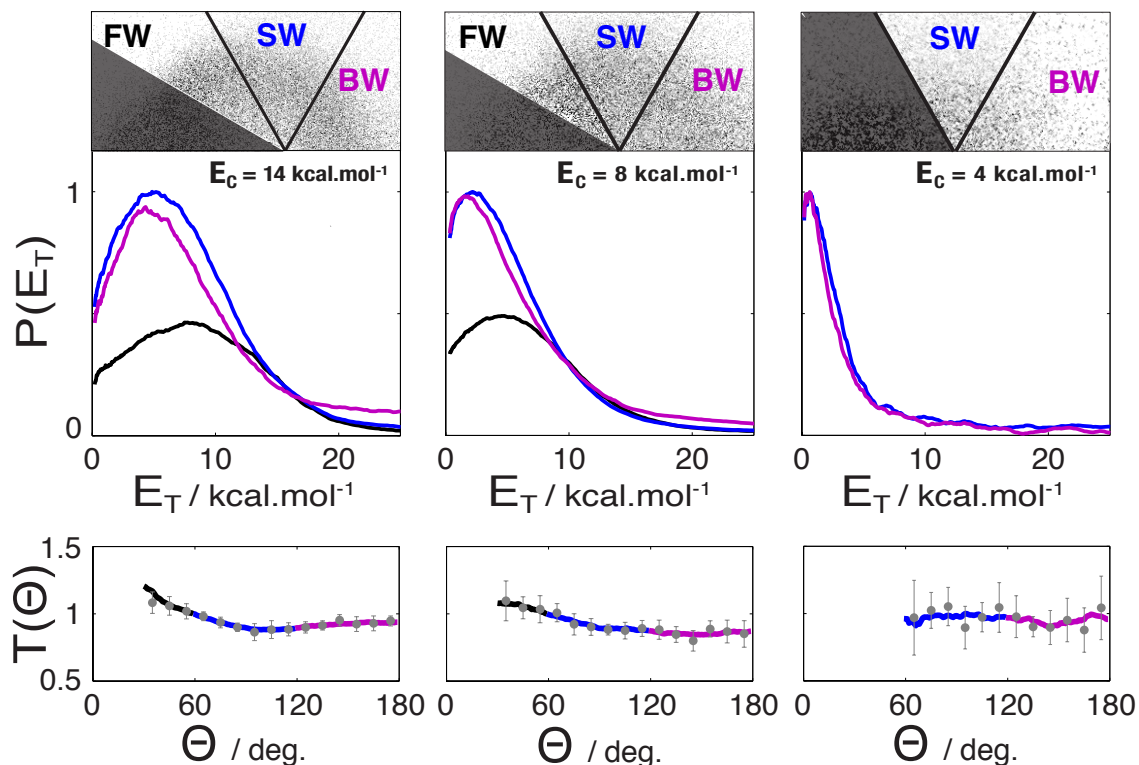 FW SW BW
FW SW BW
SW BW
E_C = 14 kcal.mol⁻¹
E_C = 8 kcal.mol⁻¹
E_C = 4 kcal.mol⁻¹
P(E_T)
1
0.5
0
0 10 20
0 10 20
0 10 20
E_T / kcal.mol⁻¹
E_T / kcal.mol⁻¹
E_T / kcal.mol⁻¹
T(Θ)
1.5
1
0.5
0 60 120 180
0 60 120 180
0 60 120 180
Θ / deg.
Θ / deg.
Θ / deg.